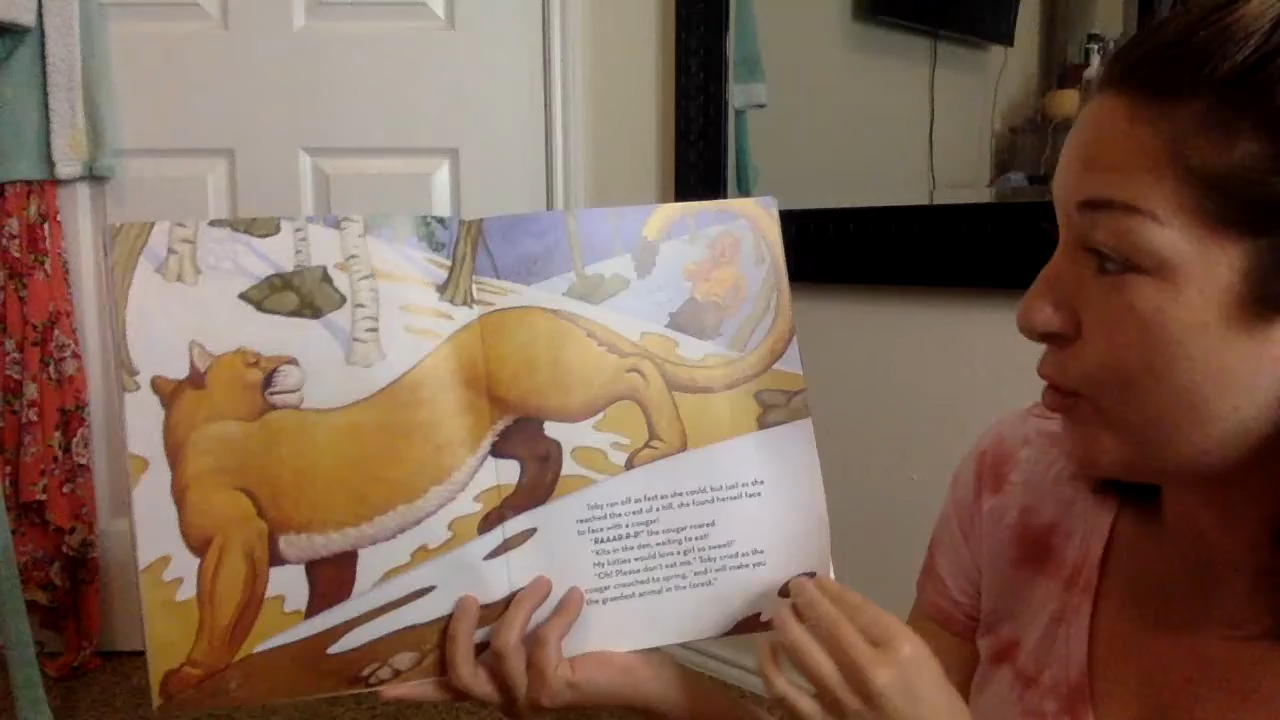 Toby ran off as fast as she could, but just as she
reached the crest of a hill, she found herself face
to face with a cougar!
"RAAAR-R-R!" the cougar roared.
"Kits in the den, waiting to eat!
My kitties would love a girl so sweet!"
"Oh! Please don't eat me," Toby cried as the
cougar crouched to spring, "and I will make you
the grandest animal in the forest."